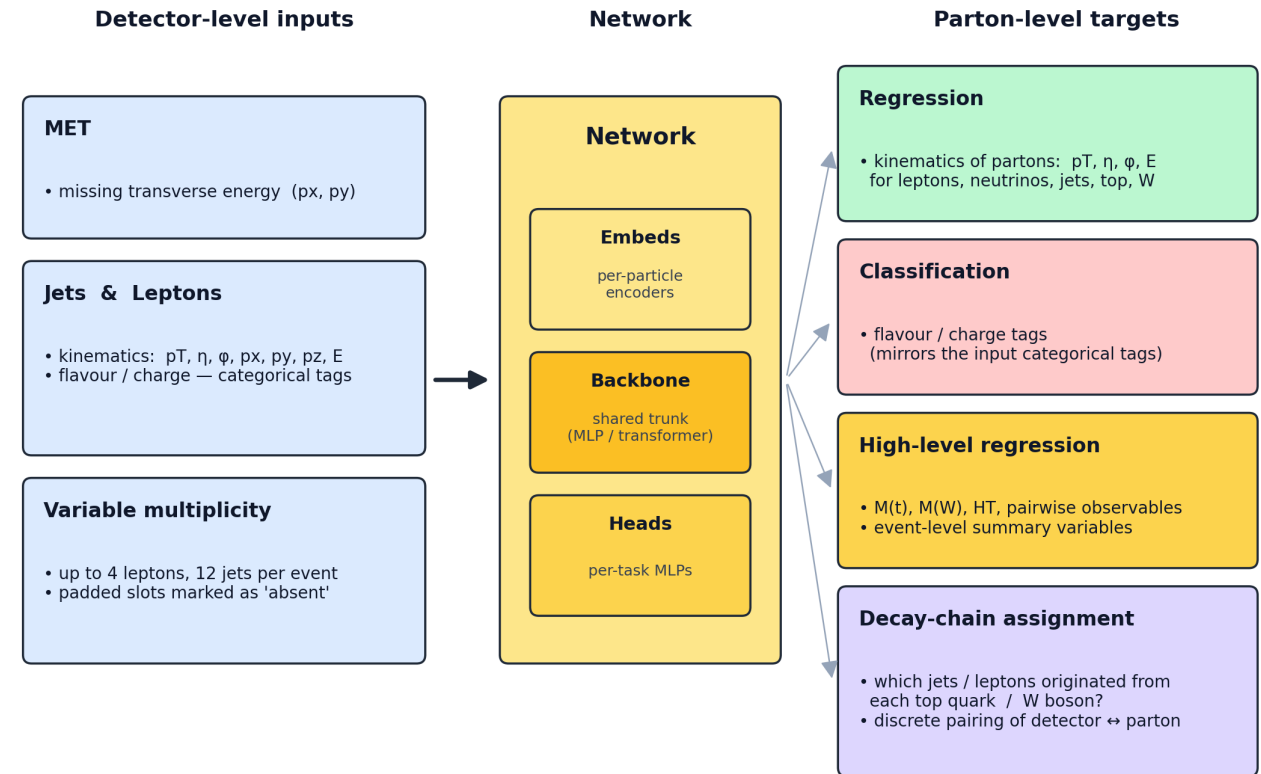 Detector-level inputs
Network
Parton-level targets
MET
• missing transverse energy  (px, py)
Jets  &  Leptons
• kinematics:  pT, η, φ, px, py, pz, E
• flavour / charge — categorical tags
Variable multiplicity
• up to 4 leptons, 12 jets per event
• padded slots marked as 'absent'
Network
Embeds
per-particle
encoders
Backbone
shared trunk
(MLP / transformer)
Heads
per-task MLPs
Regression
• kinematics of partons:  pT, η, φ, E
for leptons, neutrinos, jets, top, W
Classification
• flavour / charge tags
(mirrors the input categorical tags)
High-level regression
• M(t), M(W), HT, pairwise observables
• event-level summary variables
Decay-chain assignment
• which jets / leptons originated from
each top quark  /  W boson?
• discrete pairing of detector ↔ parton